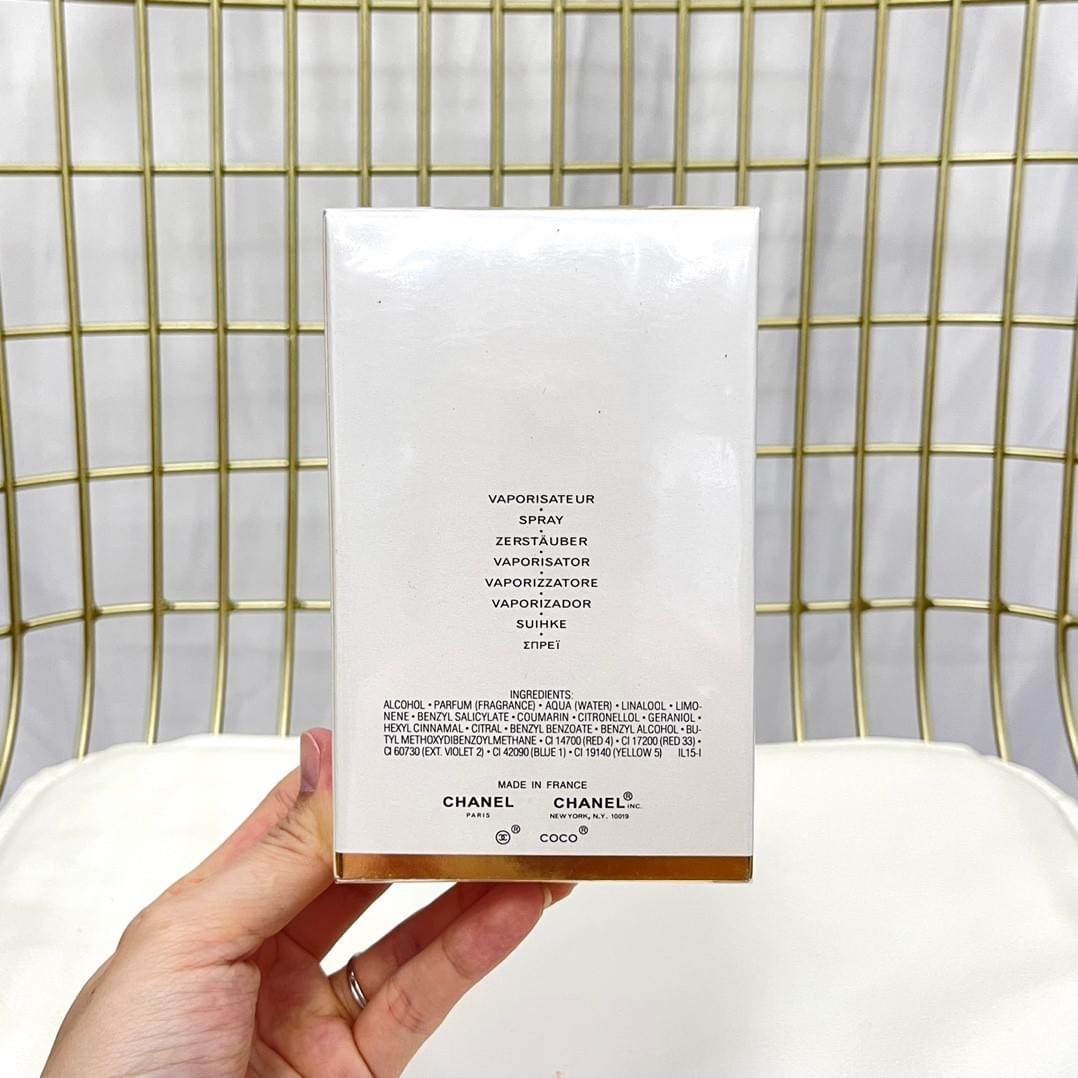 VAPORISATEUR
•
SPRAY
•
ZERSTÄUBER
•
VAPORISATOR
•
VAPORIZZATORE
•
VAPORIZADOR
•
SUIHKE
•
ΣΠΡΕΪ
INGREDIENTS:
ALCOHOL • PARFUM (FRAGRANCE) • AQUA (WATER) • LINALOOL • LIMO-
NENE • BENZYL SALICYLATE • COUMARIN • CITRONELLOL • GERANIOL •
HEXYL CINNAMAL • CITRAL • BENZYL BENZOATE • BENZYL ALCOHOL • BU-
TYL METHOXYDIBENZOYLMETHANE • CI 14700 (RED 4) • CI 17200 (RED 33) •
CI 60730 (EXT. VIOLET 2) • CI 42090 (BLUE 1) • CI 19140 (YELLOW 5) IL15-I
MADE IN FRANCE
CHANEL CHANEL® INC.
PARIS NEW YORK, N.Y. 10019
® COCO®